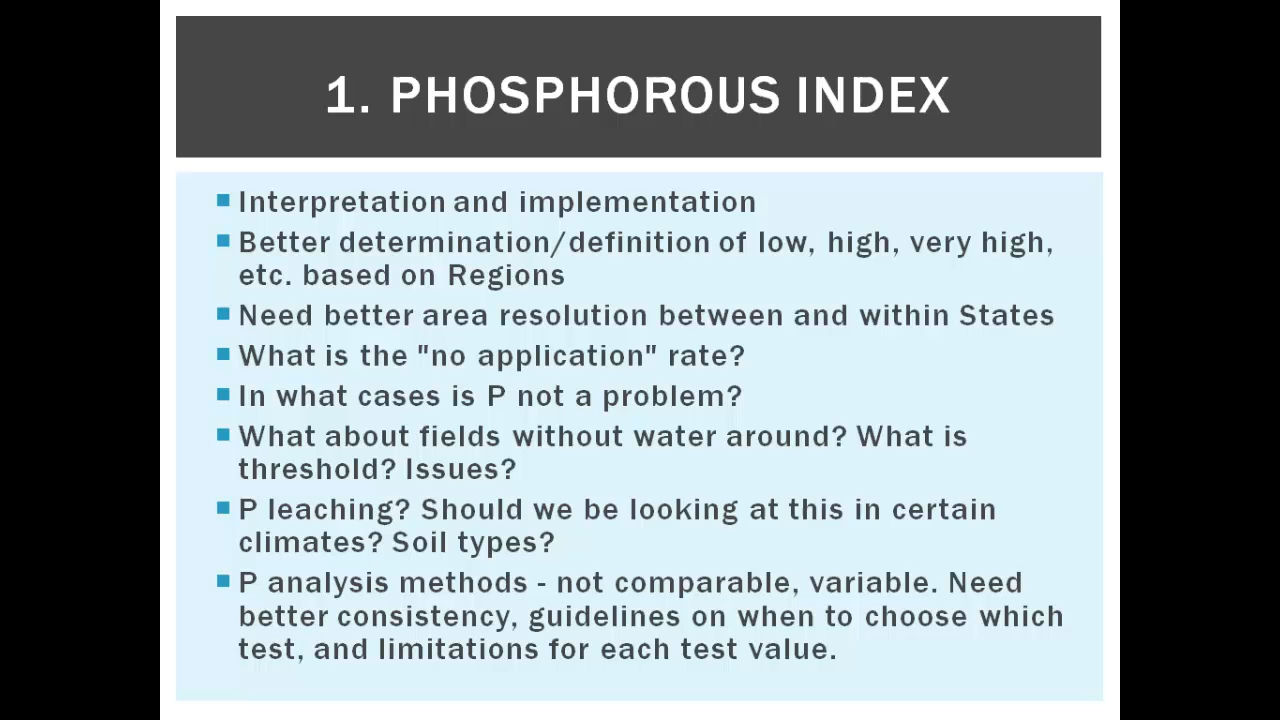 1. PHOSPHOROUS INDEX
Interpretation and implementation
Better determination/definition of low, high, very high,
etc. based on Regions
Need better area resolution between and within States
What is the "no application" rate?
In what cases is P not a problem?
What about fields without water around? What is
threshold? Issues?
P leaching? Should we be looking at this in certain
climates? Soil types?
P analysis methods - not comparable, variable. Need
better consistency, guidelines on when to choose which
test, and limitations for each test value.